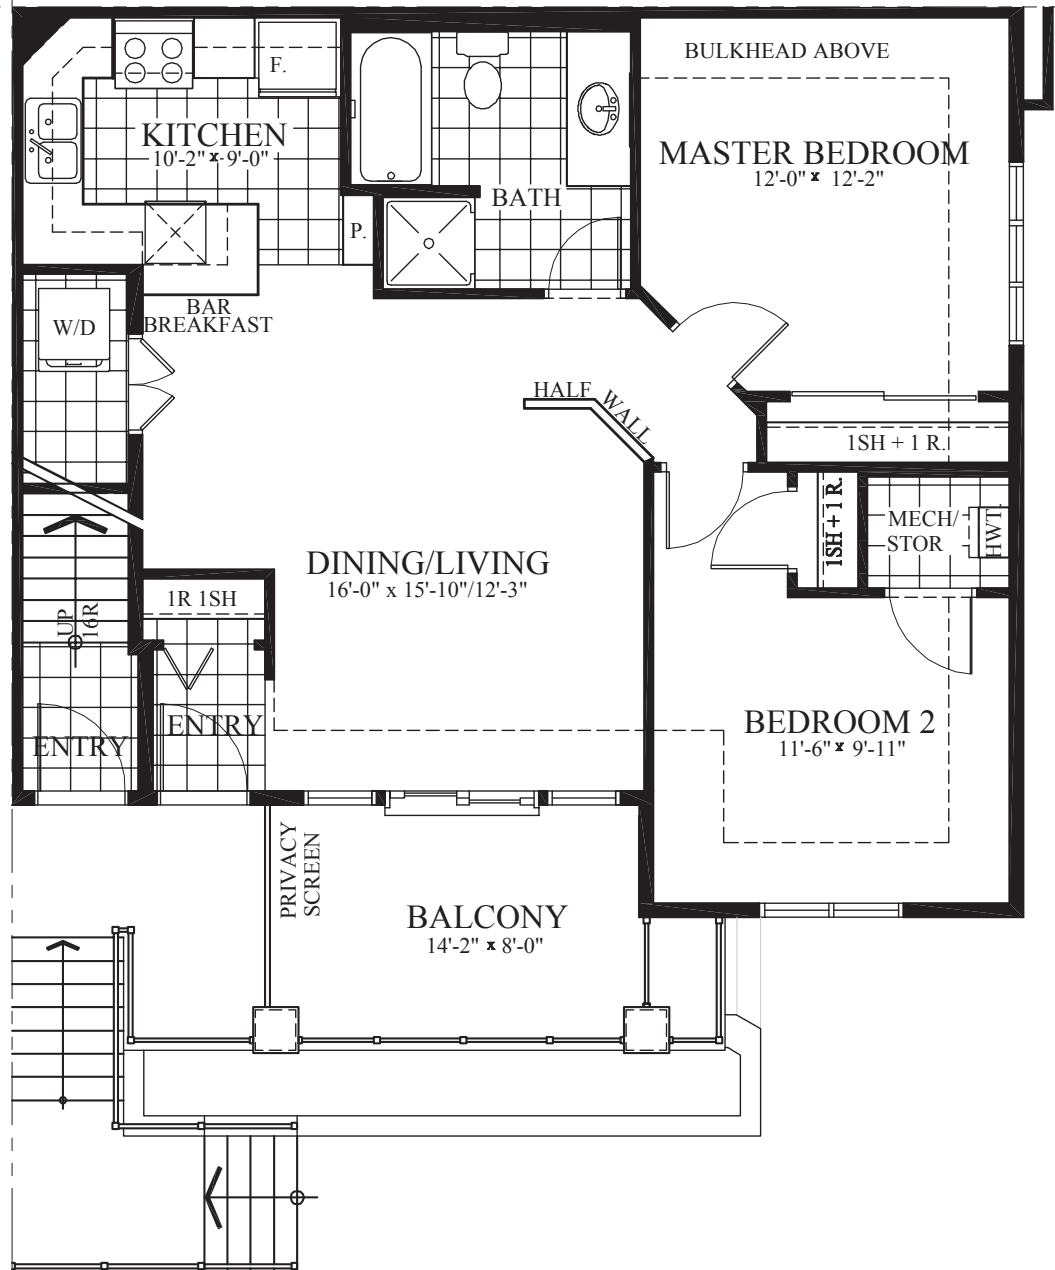 BULKHEAD ABOVE
F.
KITCHEN
10'-2" x 9'-0"
MASTER BEDROOM
12'-0" x 12'-2"
BATH
P.
BAR
BREAKFAST
W/D
HALF WALL
1SH + 1 R.
1SH + 1 R.
MECH/
STOR
HWT.
DINING/LIVING
16'-0" x 15'-10"/12'-3"
1R 1SH
UP
16R
ENTRY
ENTRY
BEDROOM 2
11'-6" x 9'-11"
PRIVACY
SCREEN
BALCONY
14'-2" x 8'-0"